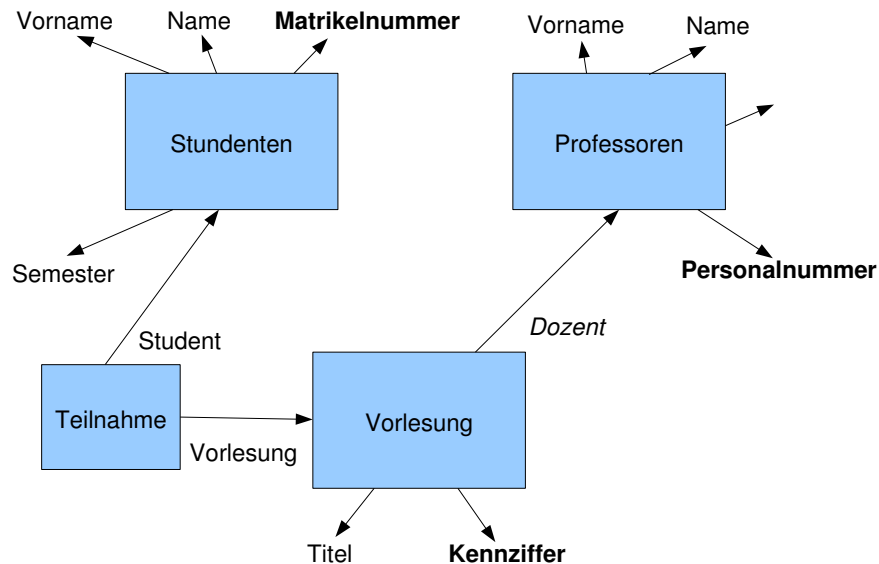 Vorname
Name
Matrikelnummer
Vorname
Name
Stundenten
Professoren
Semester
Personalnummer
Student
Dozent
Teilnahme
Vorlesung
Vorlesung
Titel
Kennziffer